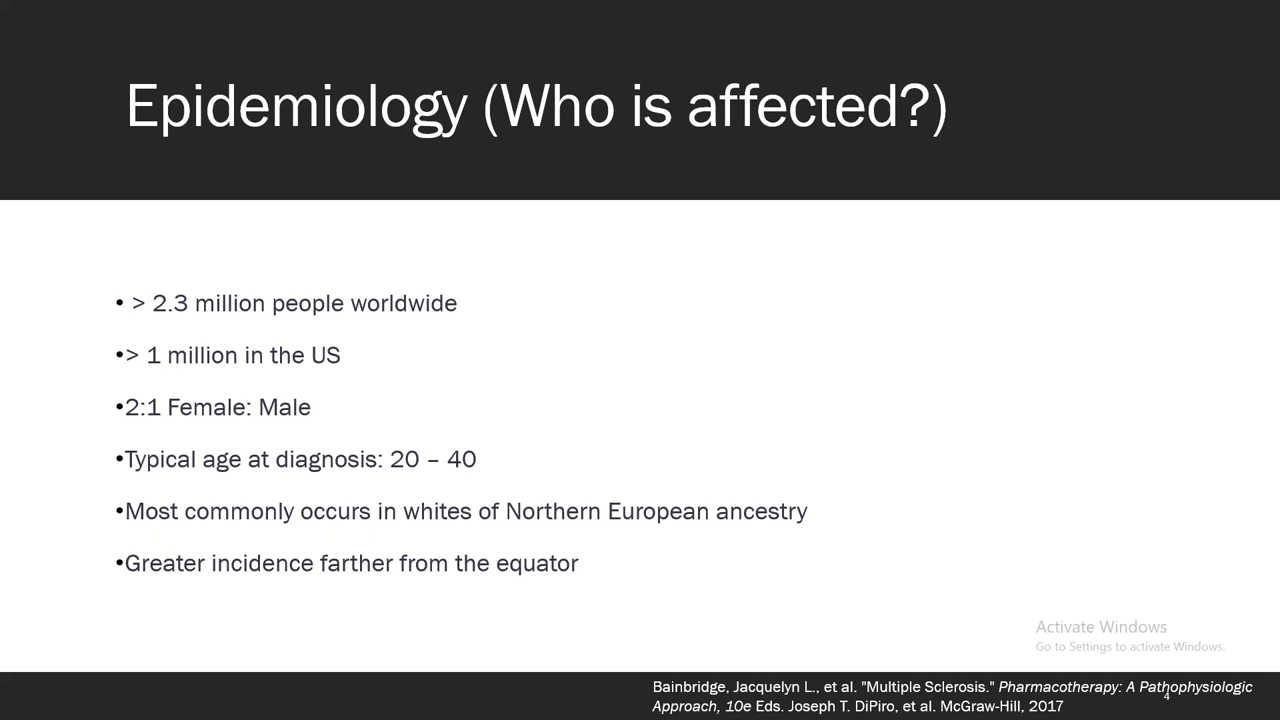 Epidemiology (Who is affected?)
• > 2.3 million people worldwide
•> 1 million in the US
•2:1 Female: Male
•Typical age at diagnosis: 20 – 40
•Most commonly occurs in whites of Northern European ancestry
•Greater incidence farther from the equator
Activate Windows
Go to Settings to activate Windows.
Bainbridge, Jacquelyn L., et al. "Multiple Sclerosis." Pharmacotherapy: A Pathophysiologic
Approach, 10e Eds. Joseph T. DiPiro, et al. McGraw-Hill, 2017
4